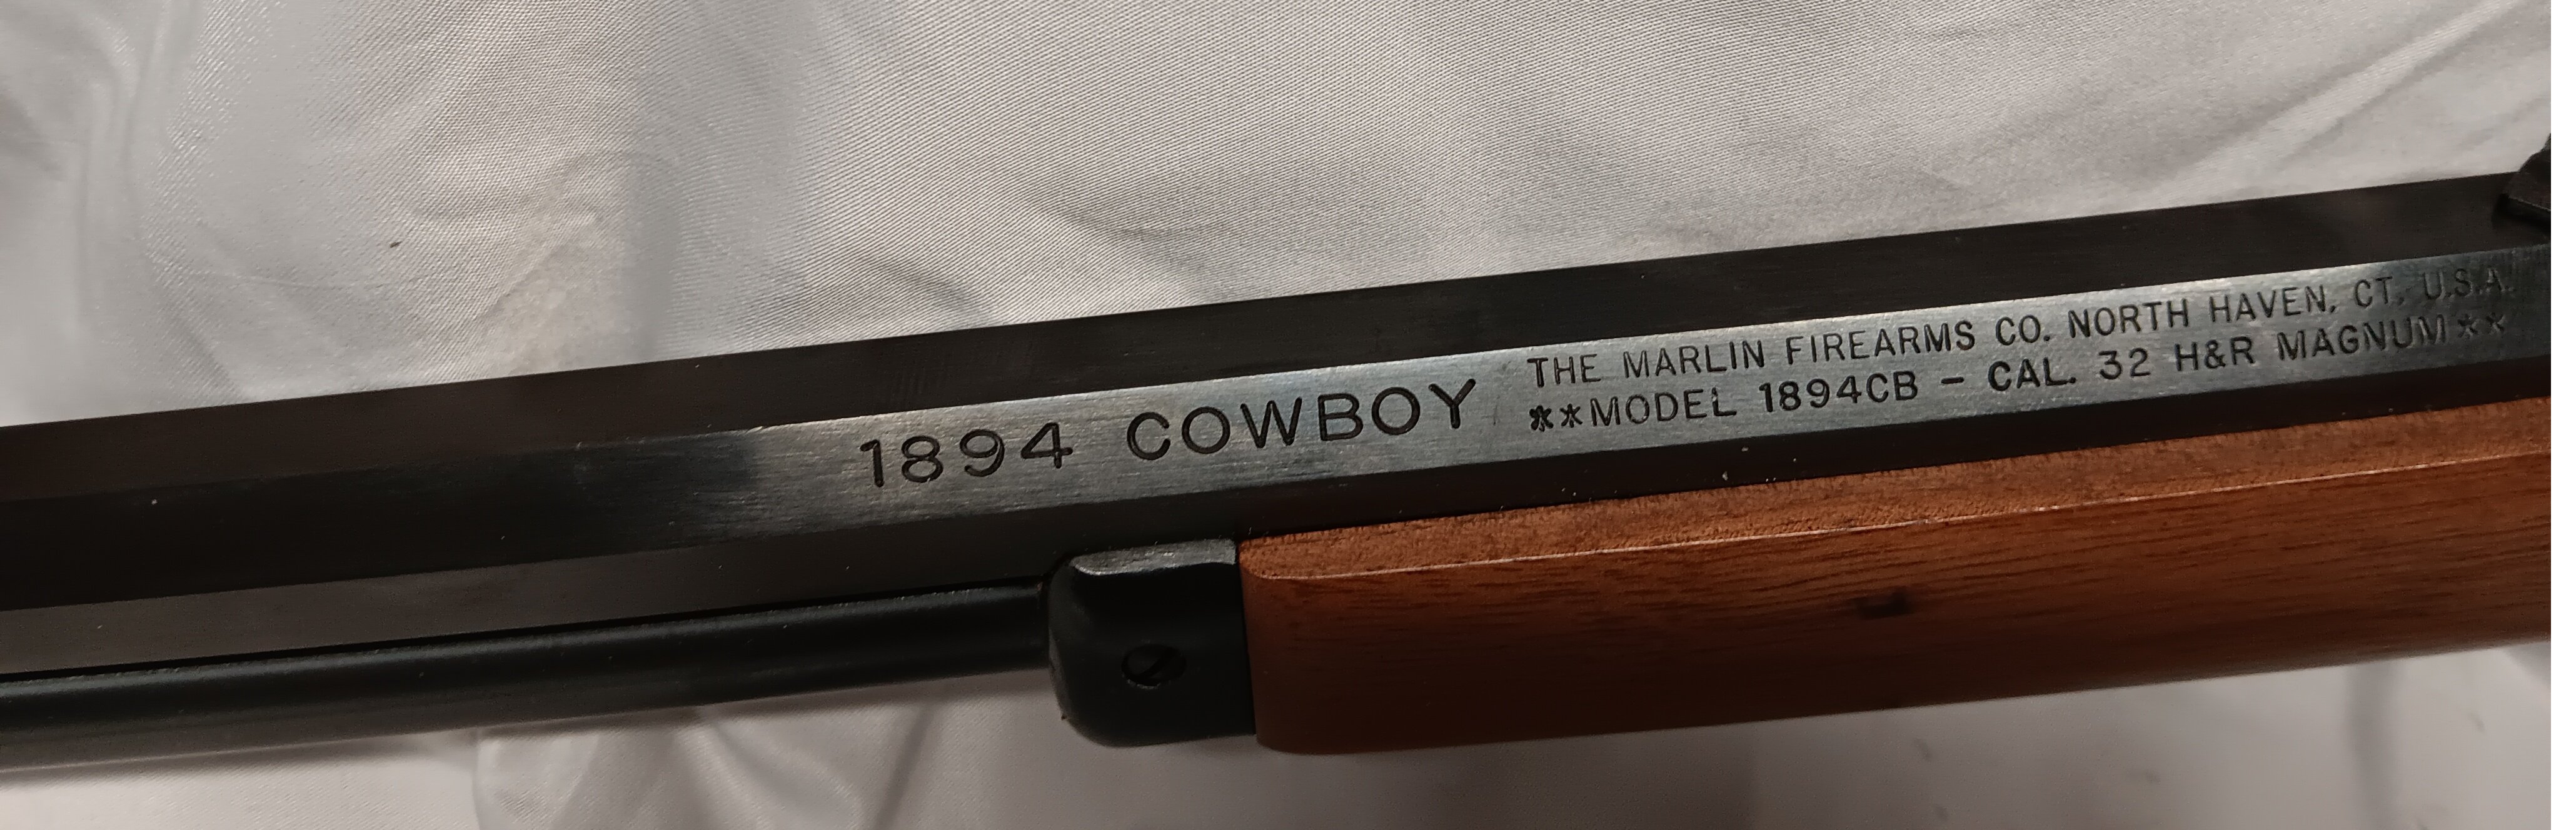 1894 COWBOY
THE MARLIN FIREARMS CO. NORTH HAVEN, CT. U.S.A.
**MODEL 1894CB - CAL. 32 H&R MAGNUM**